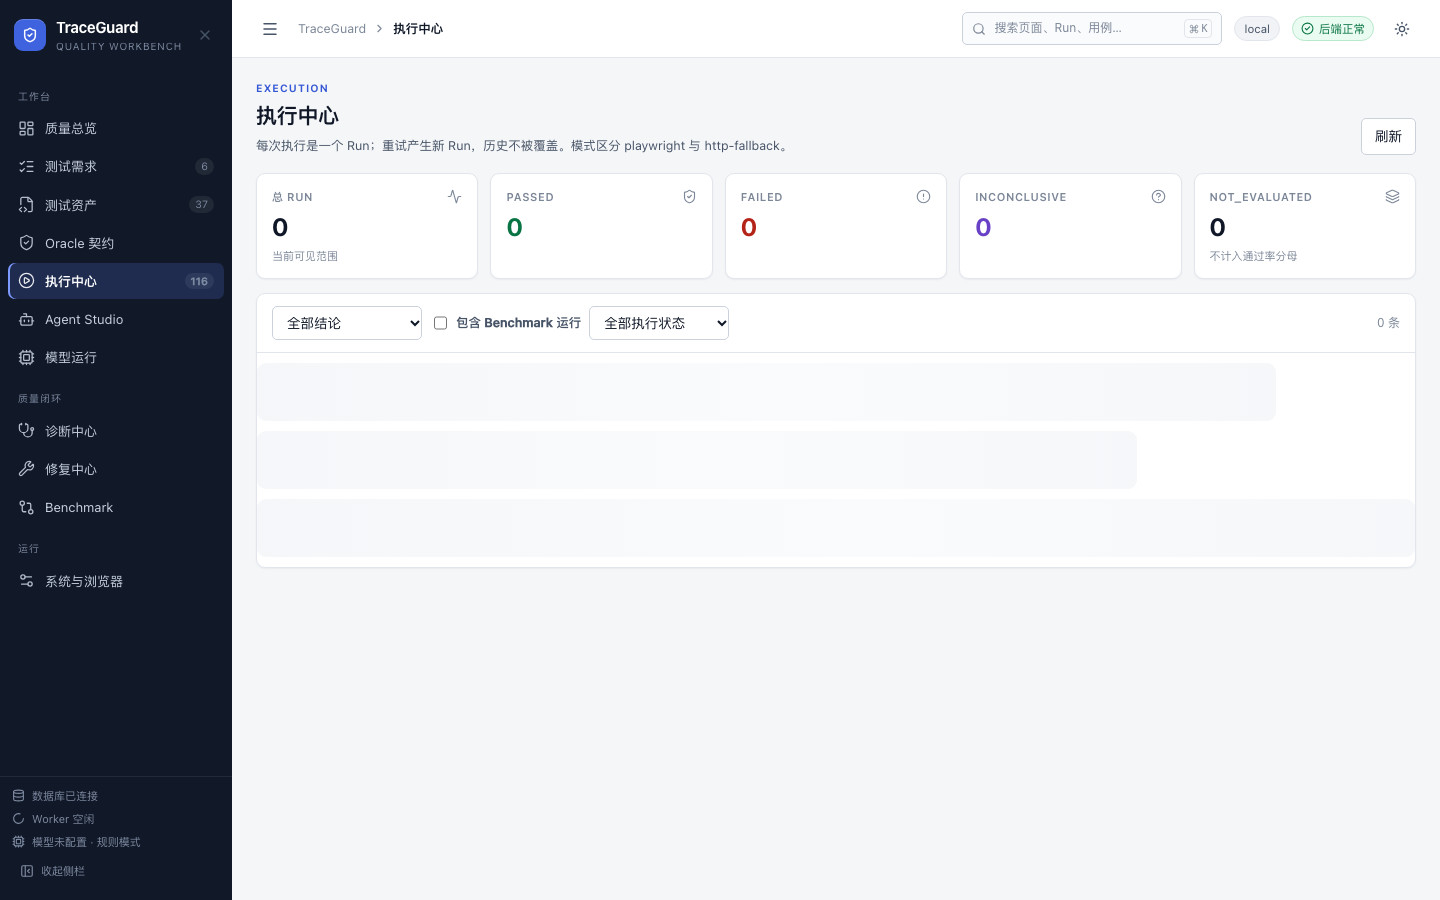 TraceGuard
QUALITY WORKBENCH
工作台
质量总览
测试需求 6
测试资产 37
Oracle 契约
执行中心 116
Agent Studio
模型运行
质量闭环
诊断中心
修复中心
Benchmark
运行
系统与浏览器
数据库已连接
Worker 空闲
模型未配置 · 规则模式
收起侧栏
TraceGuard 执行中心
搜索页面、Run、用例... ⌘ K
local
后端正常
EXECUTION
执行中心
每次执行是一个 Run；重试产生新 Run，历史不被覆盖。模式区分 playwright 与 http-fallback。
刷新
总 RUN
0
当前可见范围
PASSED
0
FAILED
0
INCONCLUSIVE
0
NOT_EVALUATED
0
不计入通过率分母
全部结论 包含 Benchmark 运行 全部执行状态 0 条